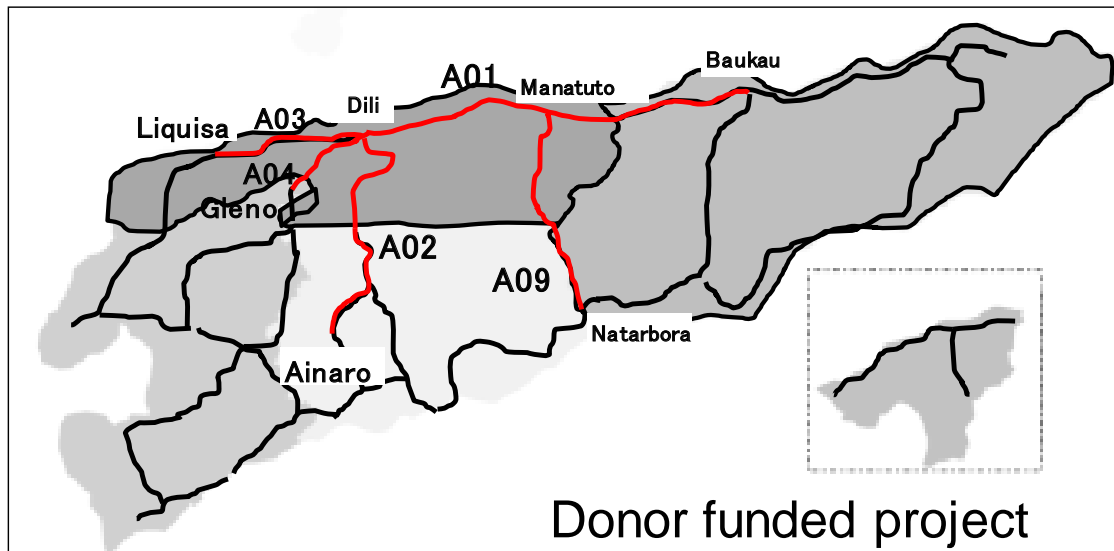 Baukau
A01
Manatuto
Dili
A03
Liquisa
A04
Gleno
A02
A09
Natarbora
Ainaro
Donor funded project